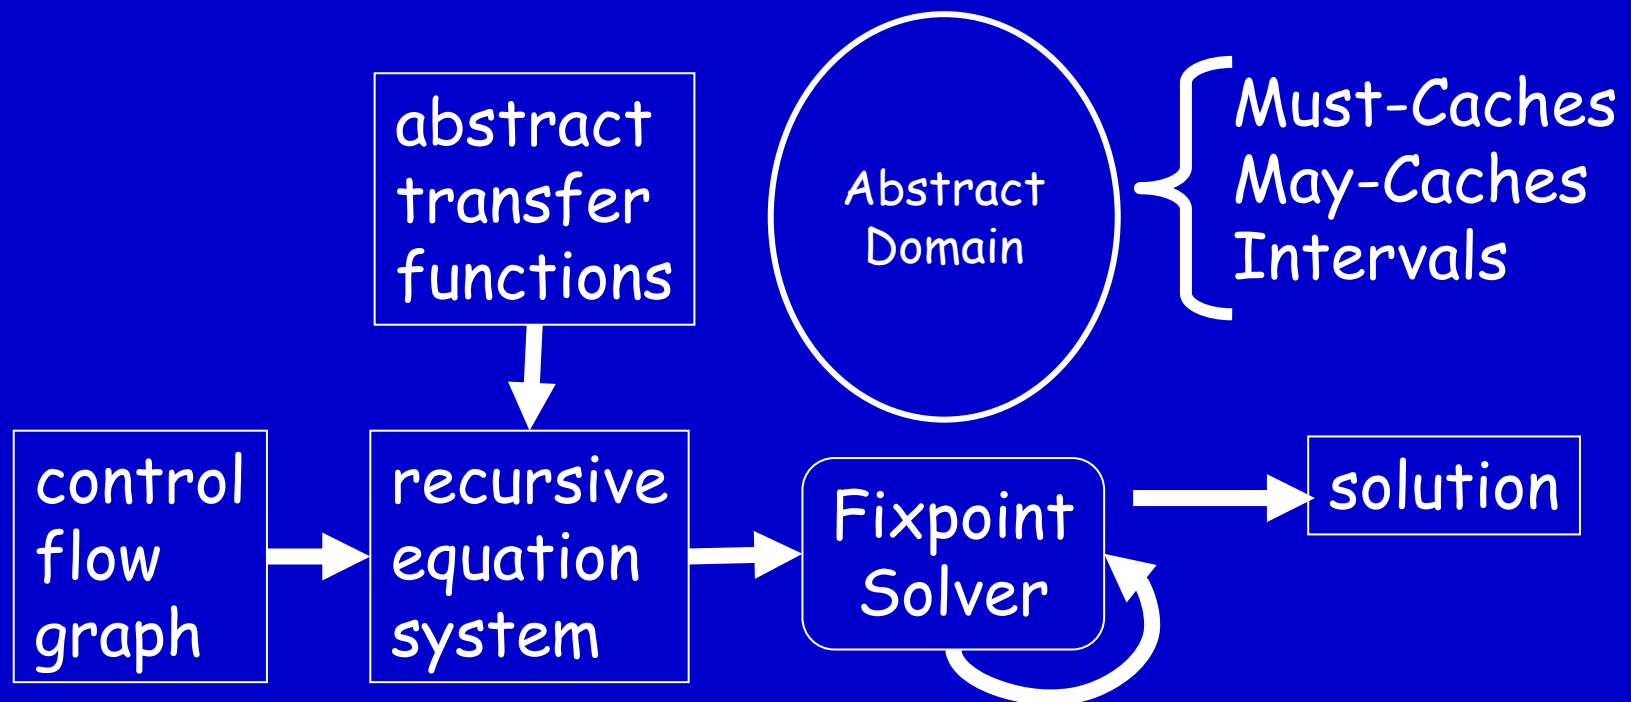 abstract
transfer
functions
Abstract
Domain
Must-Caches
May-Caches
Intervals
control
flow
graph
recursive
equation
system
Fixpoint
Solver
solution